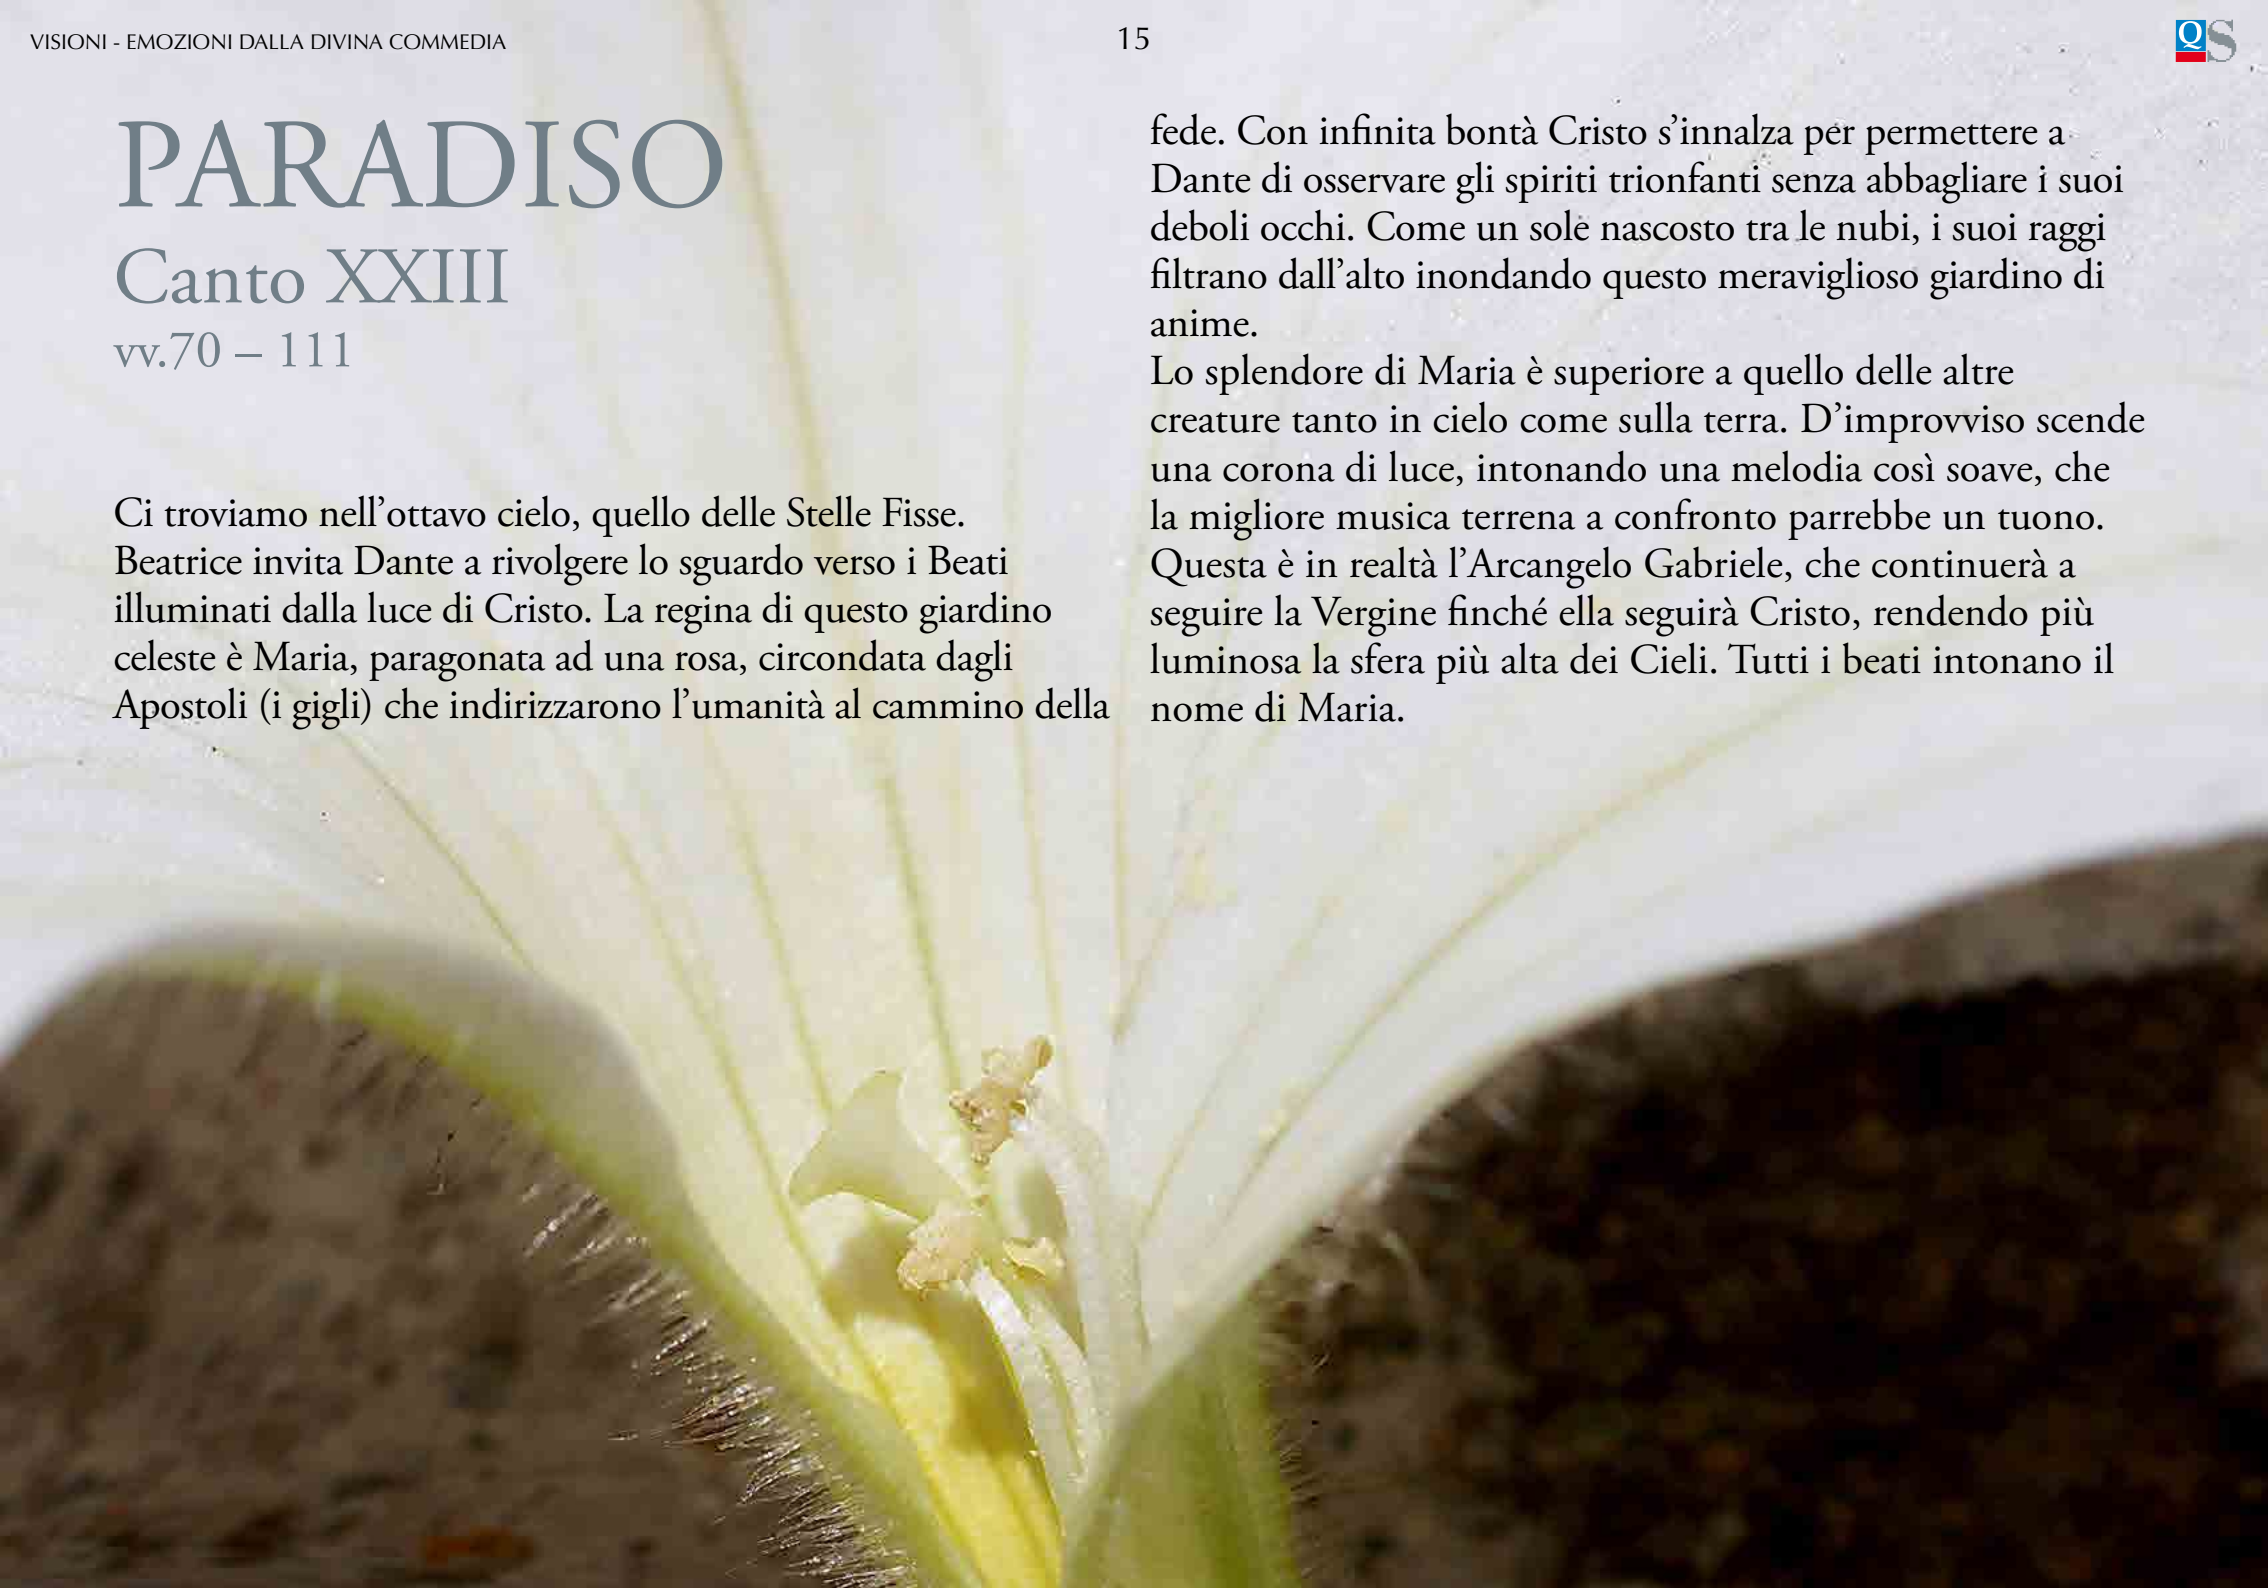 VISIONI - EMOZIONI DALLA DIVINA COMMEDIA
15
QS
PARADISO
Canto XXIII
vv.70 – 111
Ci troviamo nell’ottavo cielo, quello delle Stelle Fisse.
Beatrice invita Dante a rivolgere lo sguardo verso i Beati
illuminati dalla luce di Cristo. La regina di questo giardino
celeste è Maria, paragonata ad una rosa, circondata dagli
Apostoli (i gigli) che indirizzarono l’umanità al cammino della
fede. Con infinita bontà Cristo s’innalza per permettere a
Dante di osservare gli spiriti trionfanti senza abbagliare i suoi
deboli occhi. Come un sole nascosto tra le nubi, i suoi raggi
filtrano dall’alto inondando questo meraviglioso giardino di
anime.
Lo splendore di Maria è superiore a quello delle altre
creature tanto in cielo come sulla terra. D’improvviso scende
una corona di luce, intonando una melodia così soave, che
la migliore musica terrena a confronto parrebbe un tuono.
Questa è in realtà l’Arcangelo Gabriele, che continuerà a
seguire la Vergine finché ella seguirà Cristo, rendendo più
luminosa la sfera più alta dei Cieli. Tutti i beati intonano il
nome di Maria.